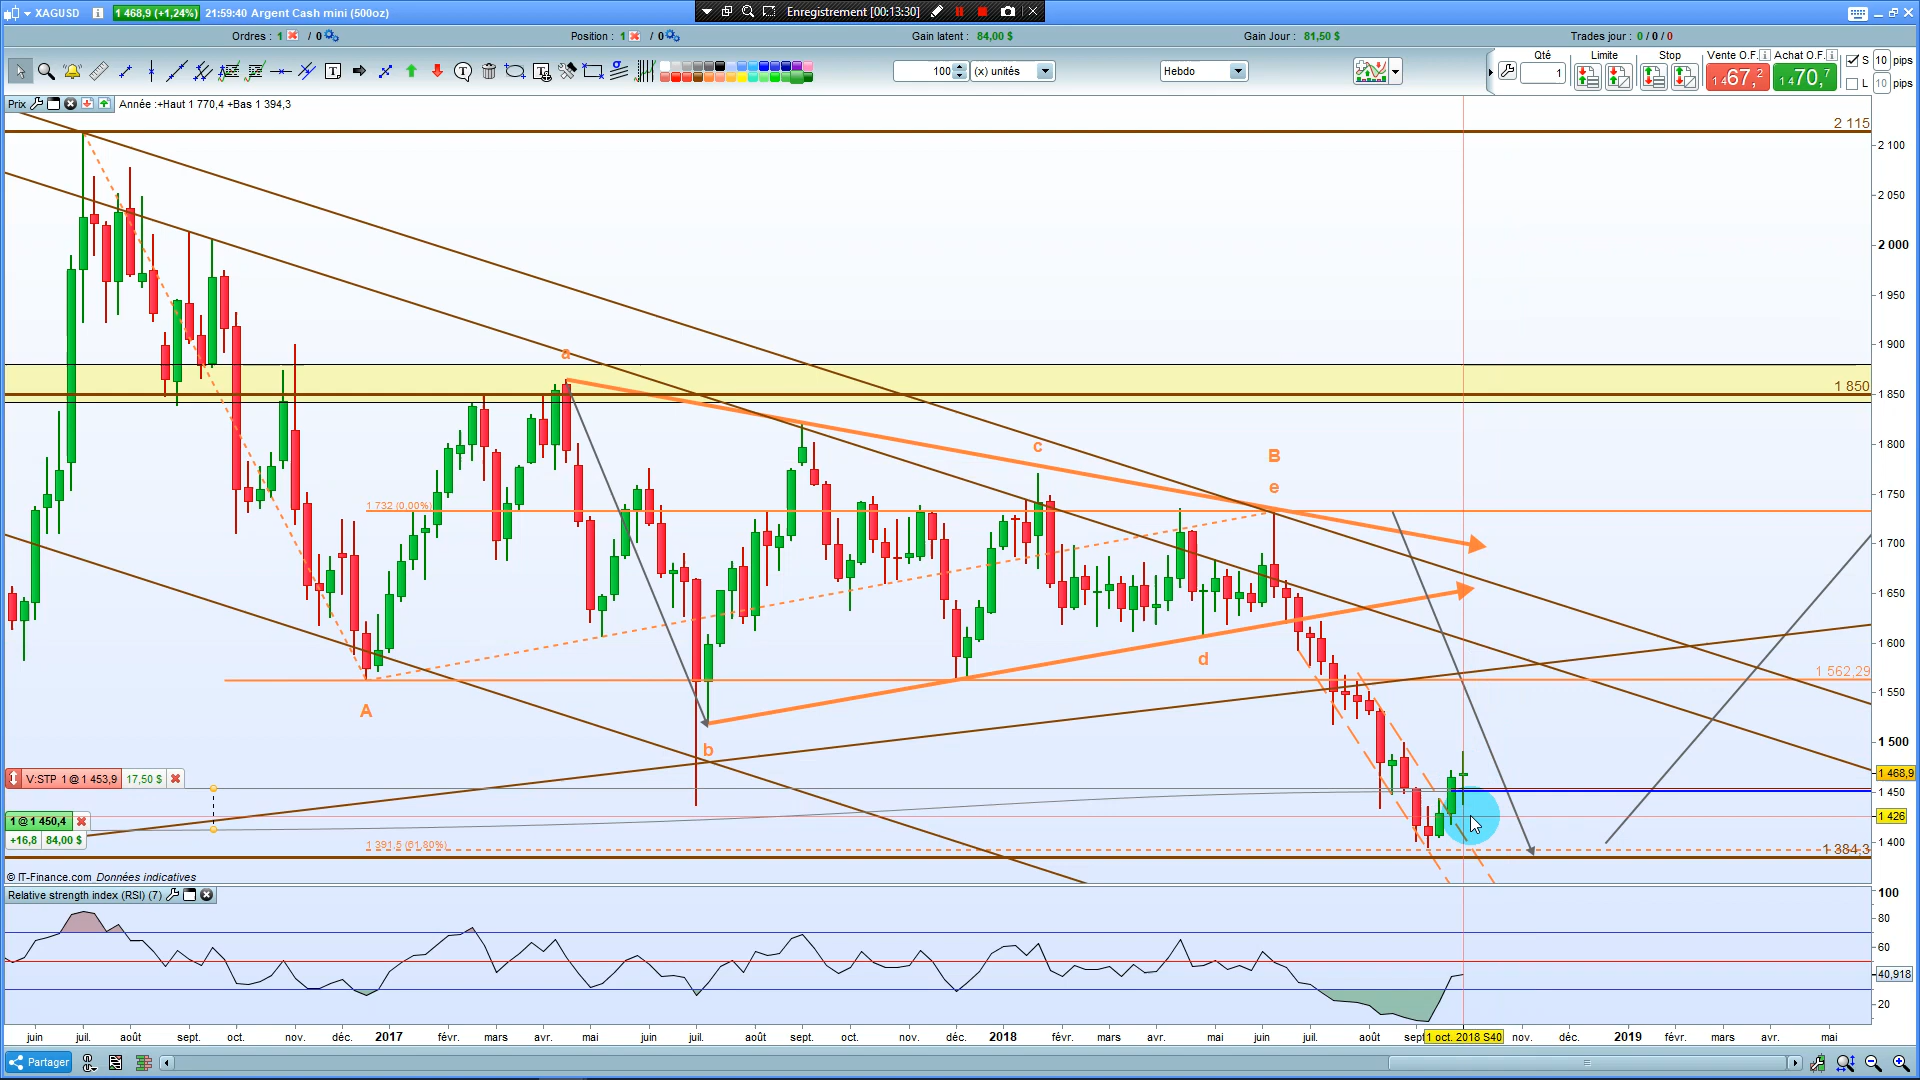 XAGUSD 1 468,9 (+1,24%) 21:59:40 Argent Cash mini (500oz)
Enregistrement [00:13:30]
Ordres : 1 / 0
Position : 1 / 0
Gain latent : 84,00 $
Gain Jour : 81,50 $
Trades jour : 0 / 0 / 0
100 (x) unités
Hebdo
Qté
1
Limite
Stop
Vente O.F.
1 467,2
Achat O.F.
1 470,7
S 10 pips
L 10 pips
Prix
Année :+Haut 1 770,4 +Bas 1 394,3
2 115
2 100
2 050
2 000
1 950
1 900
1 850
1 850
1 800
1 750
1 700
1 650
1 600
1 562,29
1 550
1 500
1 468,9
1 450
1 426
1 400
1 384,3
a
c
B
e
1 732 (0,00%)
d
A
b
V:STP 1 @ 1 453,9 17,50 $
1 @ 1 450,4
+16,8 84,00 $
1 391,5 (61,80%)
© IT-Finance.com Données indicatives
Relative strength index (RSI) (7)
100
80
60
40,918
20
juin juil. août sept. oct. nov. déc. 2017 févr. mars avr. mai juin juil. août sept. oct. nov. déc. 2018 févr. mars avr. mai juin juil. août sept 1 oct. 2018 S40 nov. déc. 2019 févr. mars avr. mai
Partager